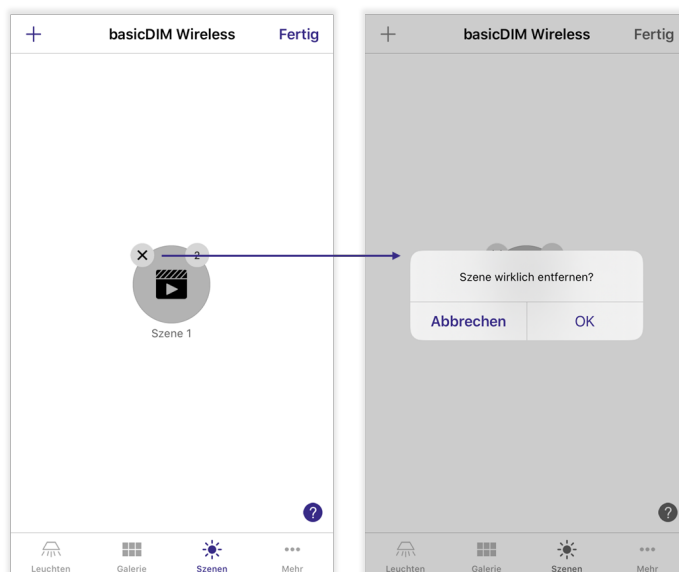 + basicDIM Wireless Fertig
2
Szene 1
?
Leuchten Galerie Szenen Mehr
+ basicDIM Wireless Fertig
Szene wirklich entfernen?
Abbrechen OK
?
Leuchten Galerie Szenen Mehr